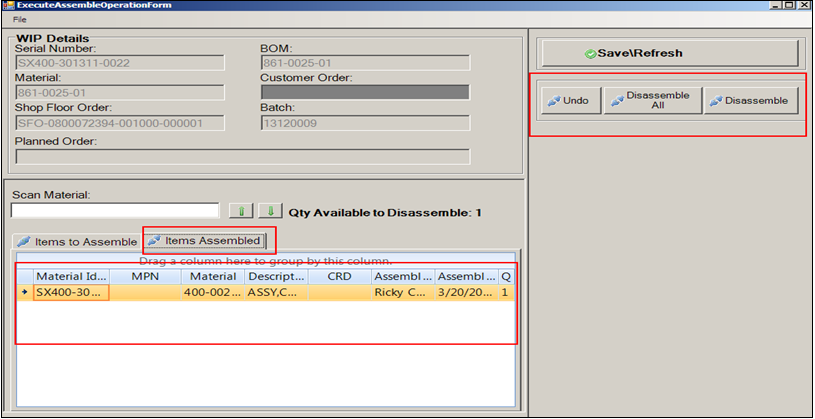 ExecuteAssembleOperationForm
File
WIP Details
Serial Number:
SX400-301311-0022
BOM:
861-0025-01
Material:
861-0025-01
Customer Order:
Shop Floor Order:
SFO-0800072394-001000-000001
Batch:
13120009
Planned Order:
Save\Refresh
Undo
Disassemble All
Disassemble
Scan Material:
Qty Available to Disassemble: 1
Items to Assemble
Items Assembled
Drag a column here to group by this column.
Material Id... MPN Material Descript... CRD Assembl... Assembl... Q
SX400-30... 400-002... ASSY,C... Ricky C... 3/20/20... 1